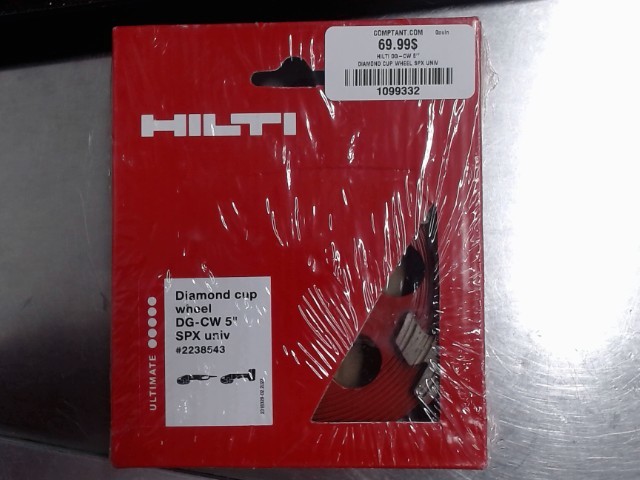 COMPTANT.COM
69.99$
HILTI DG-CW 5"
DIAMOND CUP WHEEL SPX UNIV
1099332
HILTI
Diamond cup
wheel
DG-CW 5"
SPX univ
#2238543
ULTIMATE